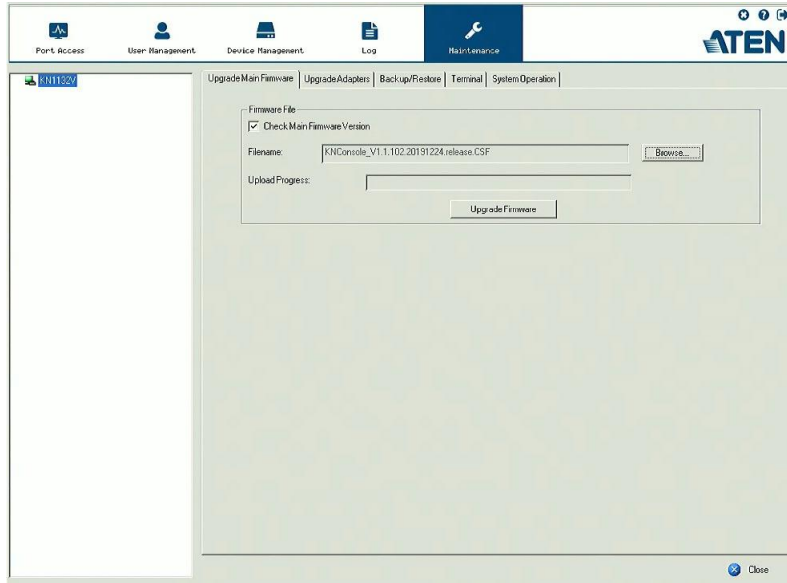 Port Access User Management Device Management Log Maintenance ATEN
KN1132V
Upgrade Main Firmware Upgrade Adapters Backup/Restore Terminal System Operation
Firmware File
Check Main Firmware Version
Filename: KNConsole_V1.1.102.20191224.release.CSF Browse...
Upload Progress:
Upgrade Firmware
Close